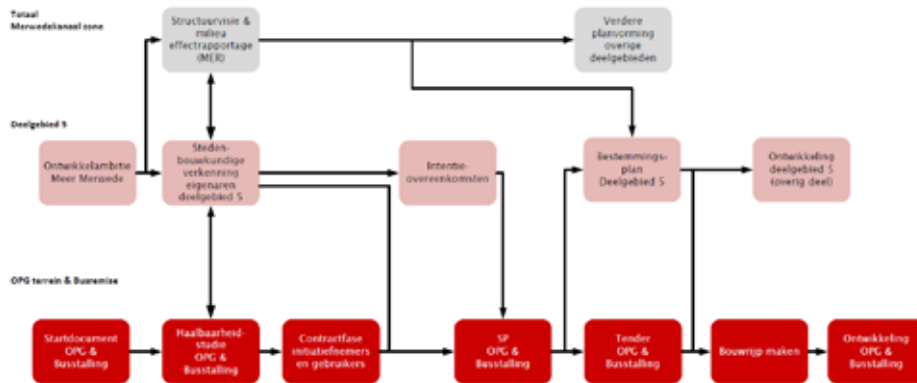 Totaal
Merwedekanaal zone
Structuurvisie &
milieu
effectrapportage
(MER)
Verdere
planvorming
overige
deelgebieden
Deelgebied 5
Ontwikkelambitie
Meer Merwede
Steden-
bouwkundige
verkenning
eigenaren
deelgebied 5
Intentie-
overeenkomsten
Bestemmings-
plan
Deelgebied 5
Ontwikkeling
deelgebied 5
(overig deel)
OPG terrein & Busremise
Startdocument
OPG &
Busstalling
Haalbaarheid-
studie
OPG &
Busstalling
Contractfase
initiatiefnemers
en gebruikers
SP
OPG &
Busstalling
Tender
OPG &
Busstalling
Bouwrijp maken
Ontwikkeling
OPG &
Busstalling